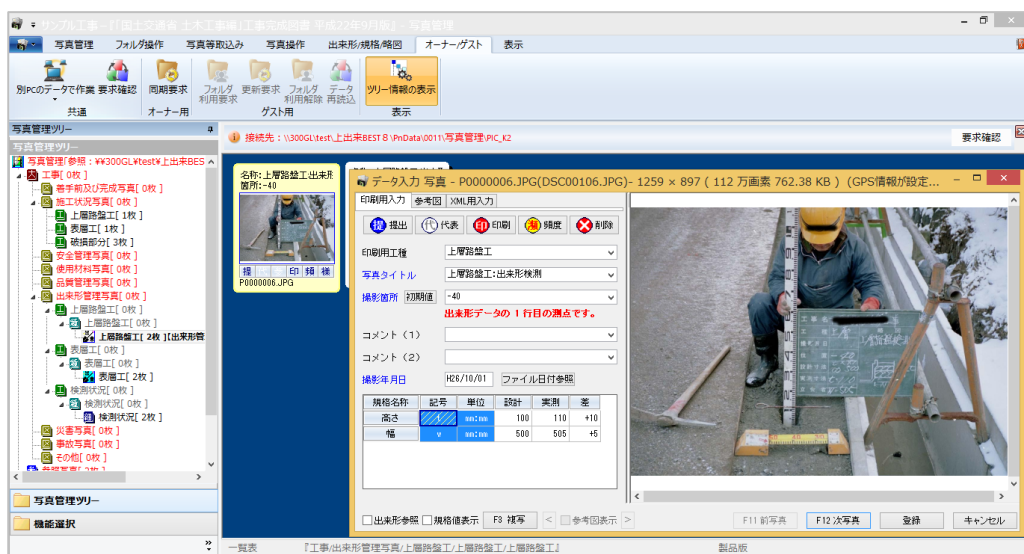 サンプル工事 - 『「国土交通省 土木工事編」工事完成図書 平成22年9月版』 - 写真管理
写真管理 フォルダ操作 写真等取込み 写真操作 出来形/規格/略図 オーナー/ゲスト 表示
別PCのデータで作業 要求確認 同期要求 フォルダ利用要求 更新要求 フォルダ利用解除 データ再読込 ツリー情報の表示
共通 オーナー用 ゲスト用 表示
写真管理ツリー
写真管理ツリー
写真管理「参照:¥¥300GL¥test¥上出来BES
工事[ 0枚 ]
着手前及び完成写真[ 0枚 ]
施工状況写真[ 0枚 ]
上層路盤工[ 1枚 ]
表層工[ 1枚 ]
破損部分[ 3枚 ]
安全管理写真[ 0枚 ]
使用材料写真[ 0枚 ]
品質管理写真[ 0枚 ]
出来形管理写真[ 0枚 ]
上層路盤工[ 0枚 ]
上層路盤工[ 0枚 ]
上層路盤工[ 2枚 ][出来形管
表層工[ 0枚 ]
表層工[ 0枚 ]
表層工[ 2枚 ]
検測状況[ 0枚 ]
検測状況[ 0枚 ]
検測状況[ 2枚 ]
災害写真[ 0枚 ]
事故写真[ 0枚 ]
その他[ 0枚 ]
写真管理ツリー
機能選択
接続先:\\300GL\test\上出来BEST 8\PnData\0011\写真管理\PIC_K2
要求確認
名称:上層路盤工:出来形
箇所:-40
提 印 頻 様
P0000006.JPG
データ入力 写真 - P0000006.JPG(DSC00106.JPG)- 1259 × 897 ( 112 万画素 762.38 KB ) (GPS情報が設定...
印刷用入力 参考図 XML用入力
提 提出 代 代表 印 印刷 頻度 削除
印刷用工種 上層路盤工
写真タイトル 上層路盤工:出来形検測
撮影箇所 初期値 -40
出来形データの 1 行目の測点です。
コメント (1)
コメント (2)
撮影年月日 H26/10/01 ファイル日付参照
規格名称 記号 単位 設計 実測 差
高さ t mm:mm 100 110 +10
幅 w mm:mm 500 505 +5
出来形参照 規格値表示 F3 複写 < 参考図表示 >
F11 前写真 F12 次写真 登録 キャンセル
一覧表 『工事/出来形管理写真/上層路盤工/上層路盤工/上層路盤工』 製品版